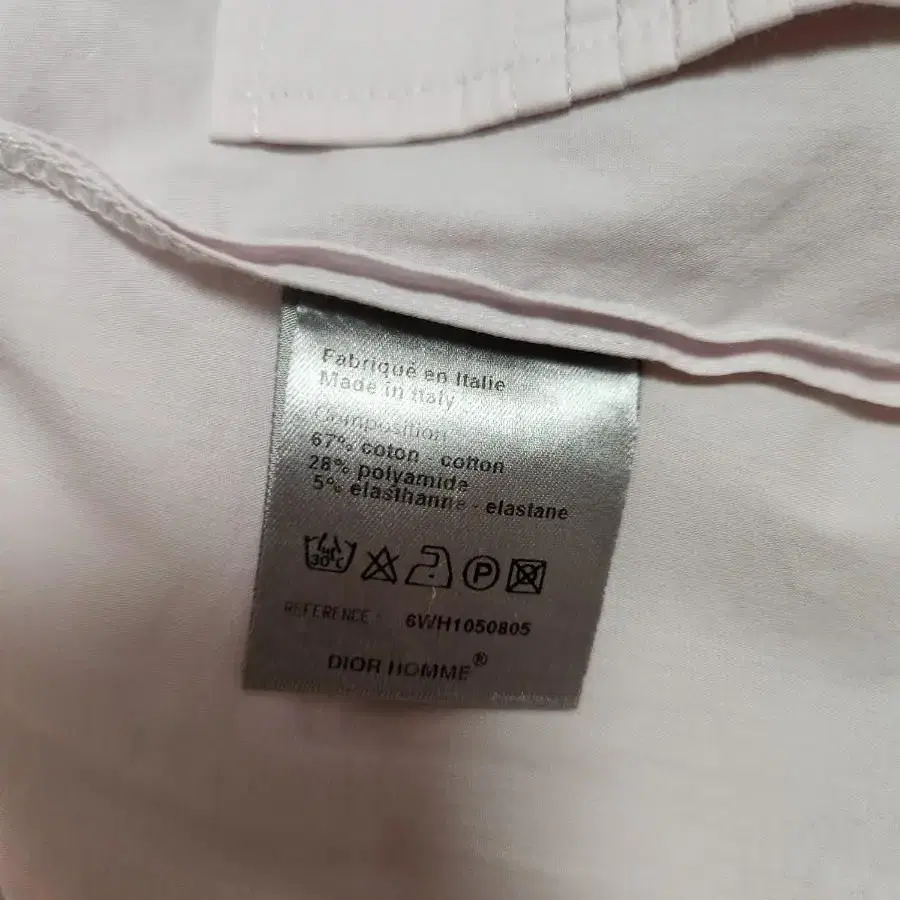 Fabriqué en Italie
Made in Italy
Composition
67% coton - cotton
28% polyamide
5% élasthanne - elastane
30°C P
REFERENCE : 6WH1050805
DIOR HOMME®